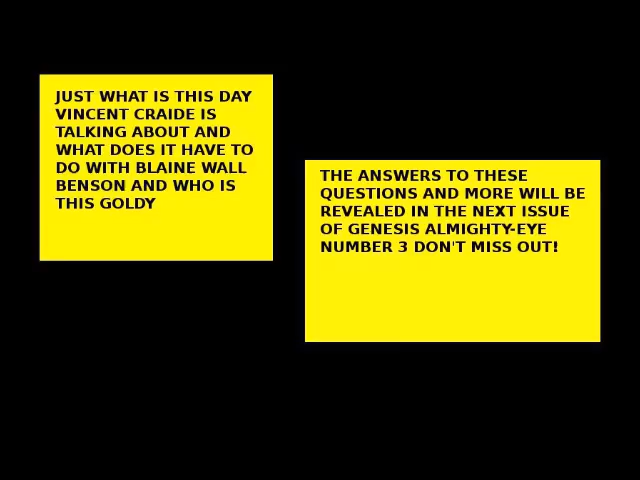 JUST WHAT IS THIS DAY
VINCENT CRAIDE IS
TALKING ABOUT AND
WHAT DOES IT HAVE TO
DO WITH BLAINE WALL
BENSON AND WHO IS
THIS GOLDY
THE ANSWERS TO THESE
QUESTIONS AND MORE WILL BE
REVEALED IN THE NEXT ISSUE
OF GENESIS ALMIGHTY-EYE
NUMBER 3 DON'T MISS OUT!